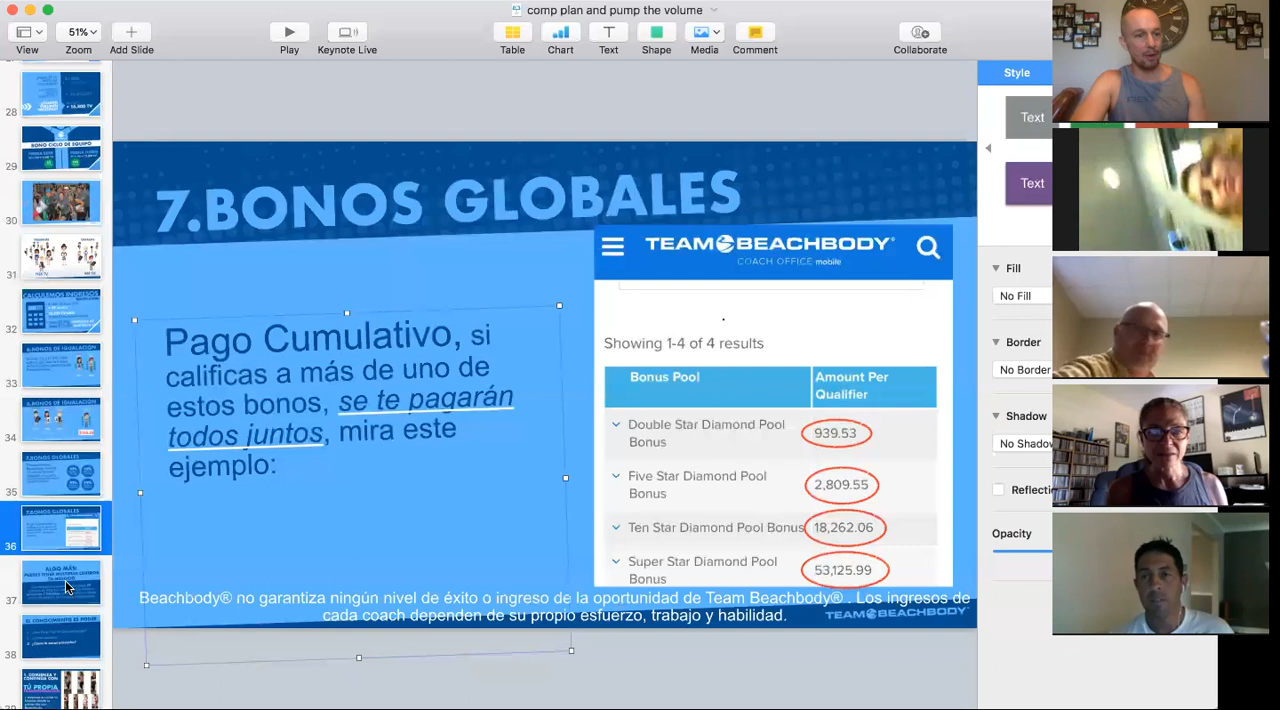 comp plan and pump the volume
51%
View
Zoom
Add Slide
Play
Keynote Live
Table
Chart
Text
Shape
Media
Comment
Collaborate
28
29
BONO CICLO DE EQUIPO
30
31
32
33
34
35
36
37
38
7.BONOS GLOBALES
Pago Cumulativo, si
calificas a más de uno de
estos bonos, se te pagarán
todos juntos, mira este
ejemplo:
TEAM BEACHBODY®
COACH OFFICE mobile
Showing 1-4 of 4 results
Bonus Pool
Amount Per
Qualifier
Double Star Diamond Pool
Bonus
939.53
Five Star Diamond Pool
Bonus
2,809.55
Ten Star Diamond Pool Bonus
18,262.06
Super Star Diamond Pool
Bonus
53,125.99
Beachbody® no garantiza ningún nivel de éxito o ingreso de la oportunidad de Team Beachbody® . Los ingresos de
cada coach dependen de su propio esfuerzo, trabajo y habilidad.
TEAM BEACHBODY
Style
Text
Text
Fill
No Fill
Border
No Border
Shadow
No Shadow
Reflecti
Opacity